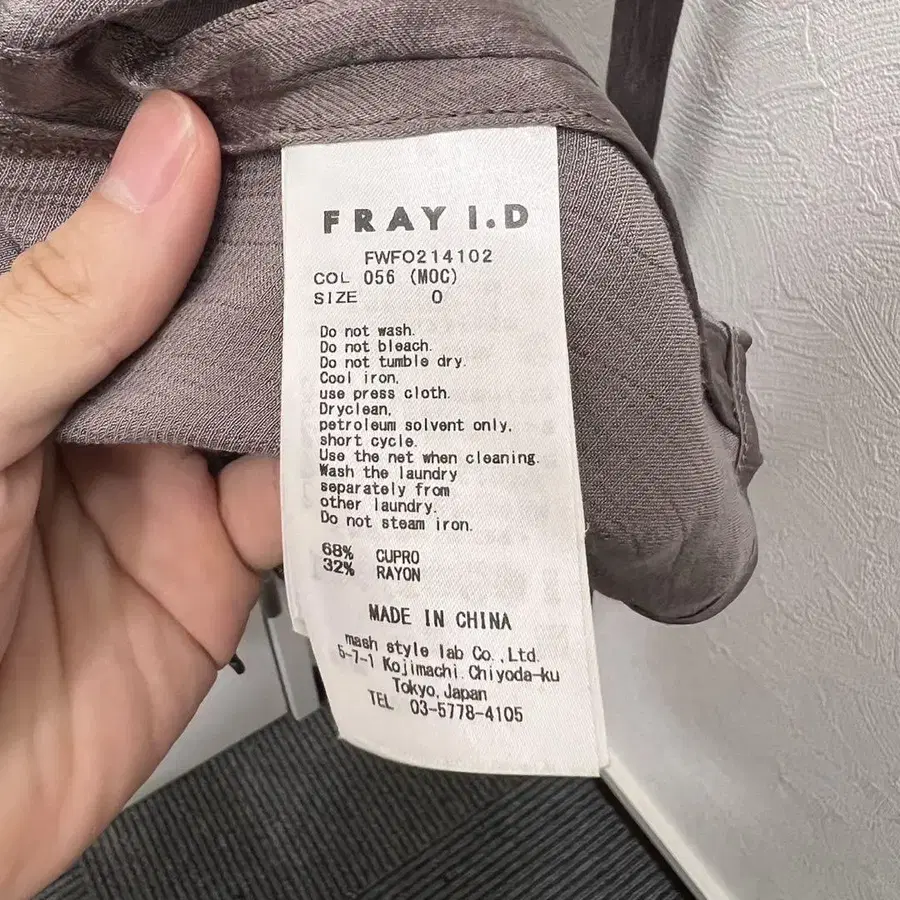 FRAY I.D
FWFO214102
COL 056 (MOC)
SIZE 0
Do not wash.
Do not bleach.
Do not tumble dry.
Cool iron,
use press cloth.
Dryclean,
petroleum solvent only.
short cycle.
Use the net when cleaning.
Wash the laundry
separately from
other laundry.
Do not steam iron.
68% CUPRO
32% RAYON
MADE IN CHINA
mash style lab Co.,Ltd.
5-7-1 Kojimachi.Chiyoda-ku
Tokyo,Japan
TEL 03-5778-4105